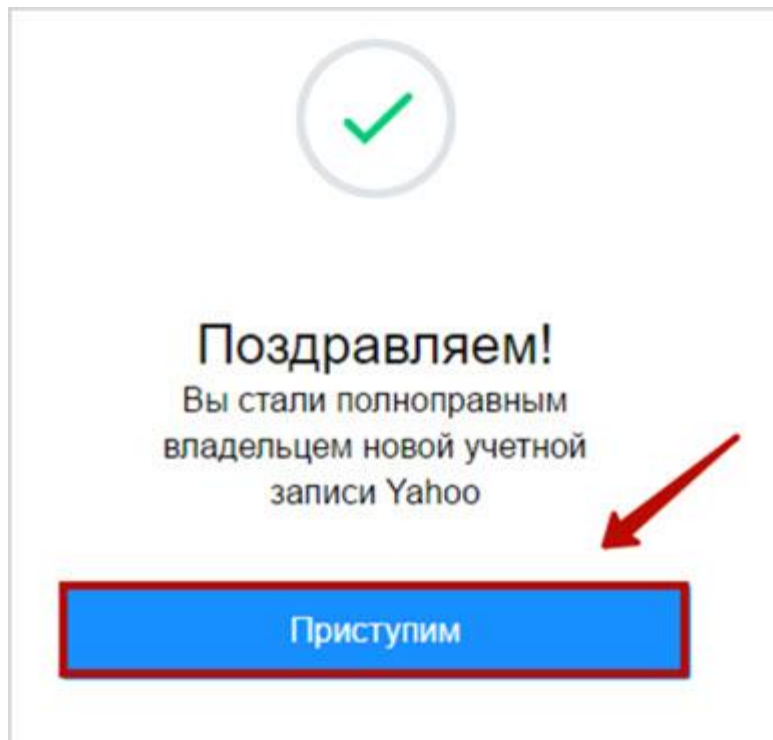 Поздравляем!
Вы стали полноправным
владельцем новой учетной
записи Yahoo
Приступим